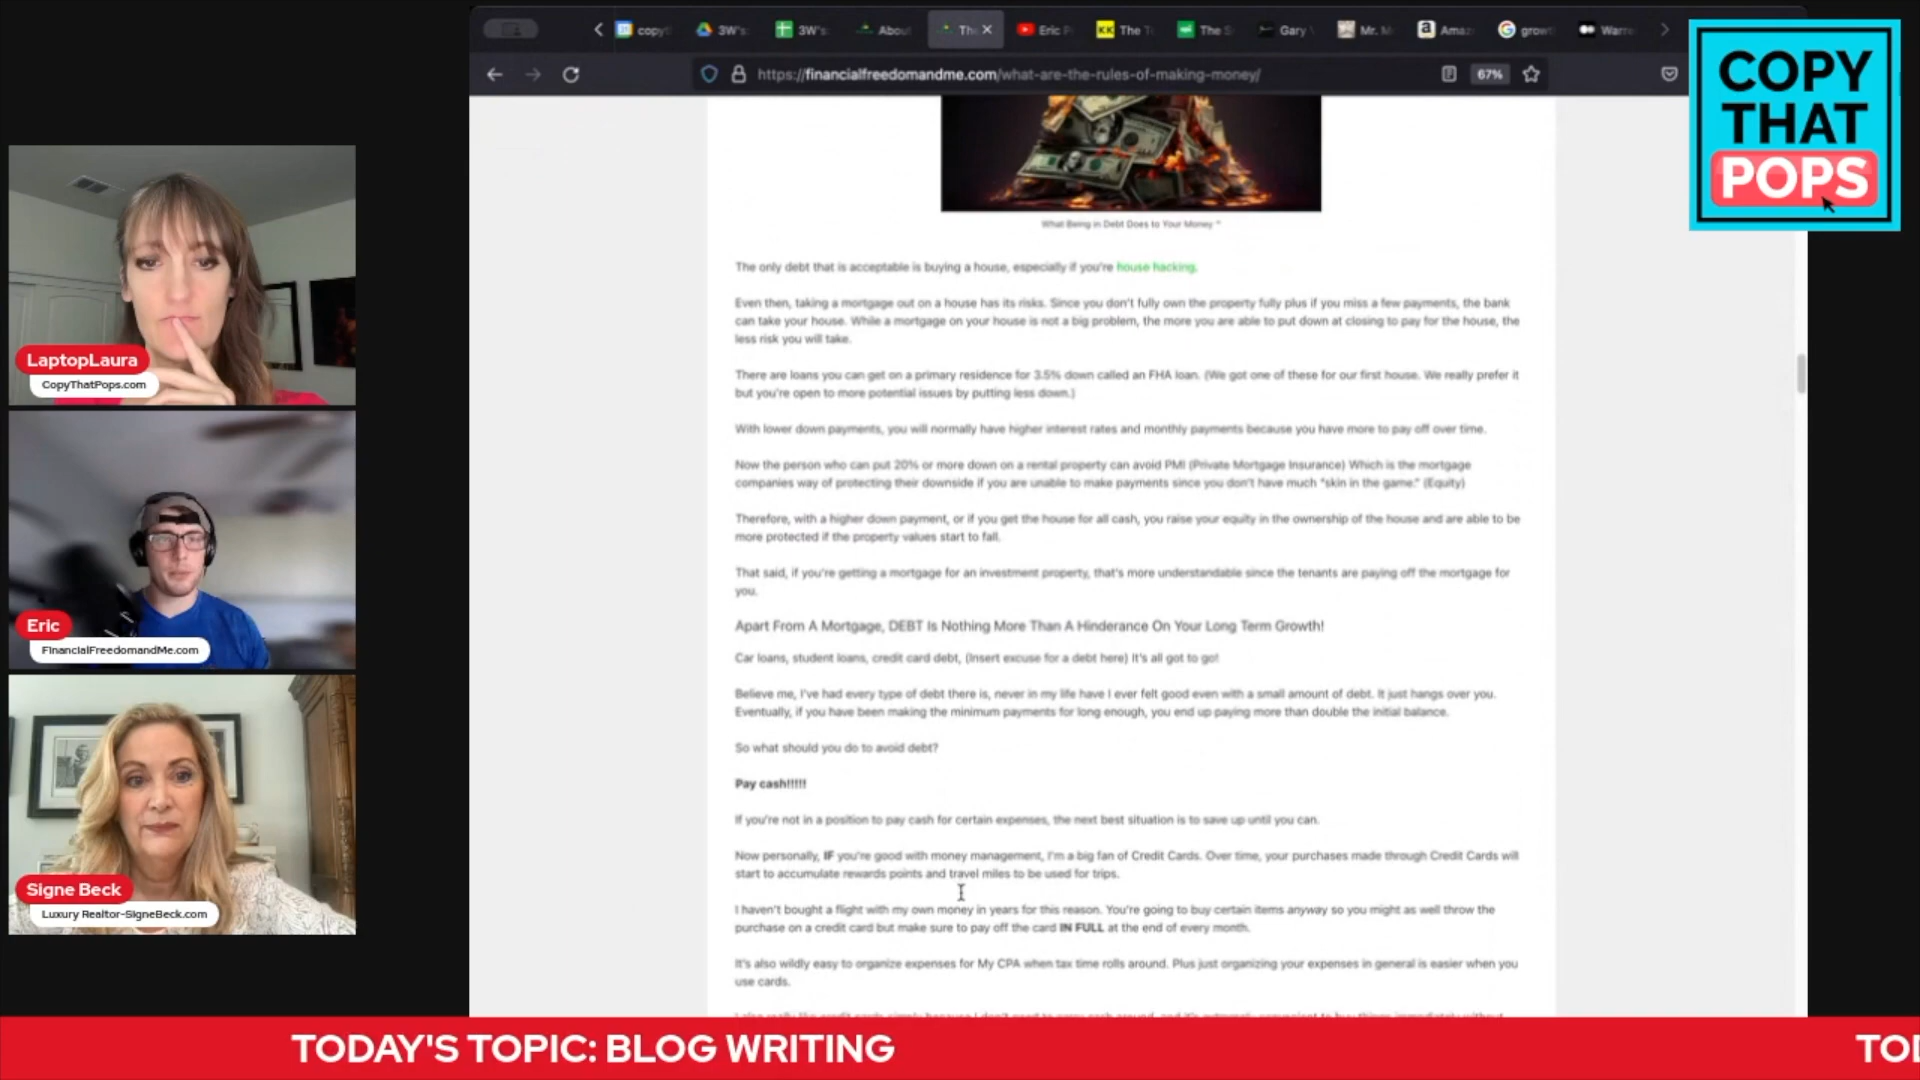 copy
3W's
3W's
Abou
The
Eric P
KK
The T
The S
Gary
Mr. M
Amaz
grow
Warre
https://financialfreedomandme.com/what-are-the-rules-of-making-money/
67%
COPY
THAT
POPS
What Being in Debt Does to Your Money ™
The only debt that is acceptable is buying a house, especially if you're house hacking.
Even then, taking a mortgage out on a house has its risks. Since you don't fully own the property fully plus if you miss a few payments, the bank
can take your house. While a mortgage on your house is not a big problem, the more you are able to put down at closing to pay for the house, the
less risk you will take.
There are loans you can get on a primary residence for 3.5% down called an FHA loan. (We got one of these for our first house. We really prefer it
but you're open to more potential issues by putting less down.)
With lower down payments, you will normally have higher interest rates and monthly payments because you have more to pay off over time.
Now the person who can put 20% or more down on a rental property can avoid PMI (Private Mortgage Insurance) Which is the mortgage
companies way of protecting their downside if you are unable to make payments since you don't have much "skin in the game." (Equity)
Therefore, with a higher down payment, or if you get the house for all cash, you raise your equity in the ownership of the house and are able to be
more protected if the property values start to fall.
That said, if you're getting a mortgage for an investment property, that's more understandable since the tenants are paying off the mortgage for
you.
Apart From A Mortgage, DEBT Is Nothing More Than A Hinderance On Your Long Term Growth!
Car loans, student loans, credit card debt, (Insert excuse for a debt here) It's all got to go!
Believe me, I've had every type of debt there is, never in my life have I ever felt good even with a small amount of debt. It just hangs over you.
Eventually, if you have been making the minimum payments for long enough, you end up paying more than double the initial balance.
So what should you do to avoid debt?
Pay cash!!!!!
If you're not in a position to pay cash for certain expenses, the next best situation is to save up until you can.
Now personally, IF you're good with money management, I'm a big fan of Credit Cards. Over time, your purchases made through Credit Cards will
start to accumulate rewards points and travel miles to be used for trips.
I haven't bought a flight with my own money in years for this reason. You're going to buy certain items anyway so you might as well throw the
purchase on a credit card but make sure to pay off the card IN FULL at the end of every month.
It's also wildly easy to organize expenses for My CPA when tax time rolls around. Plus just organizing your expenses in general is easier when you
use cards.
LaptopLaura
CopyThatPops.com
Eric
FinancialFreedomandMe.com
Signe Beck
Luxury Realtor-SigneBeck.com
TODAY'S TOPIC: BLOG WRITING
TOD